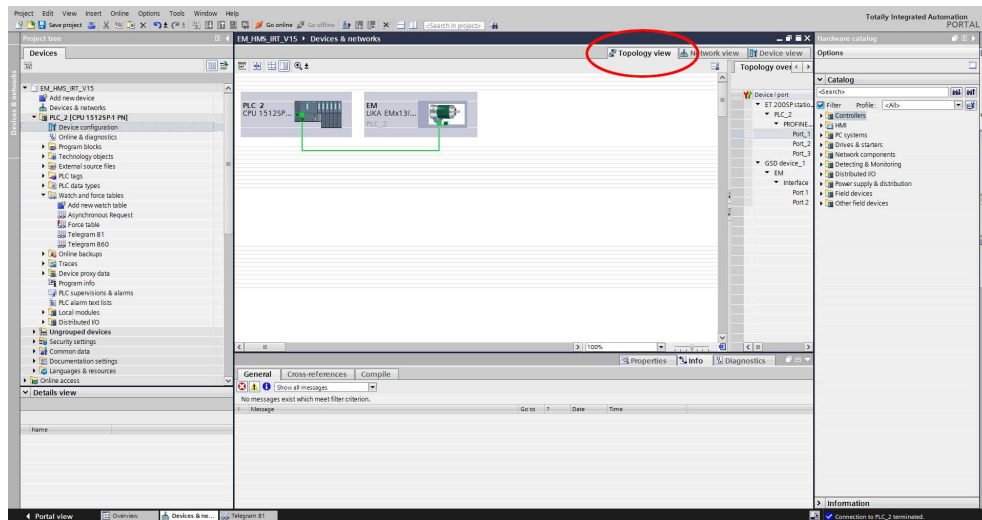 Project Edit View Insert Online Options Tools Window Help
Totally Integrated Automation
PORTAL
Save project
Go online
Go offline
<Search in project>
Project tree
EM_HMS_IRT_V15 Devices & networks
Hardware catalog
Devices
Topology view
Network view
Device view
Options
Devices & networks
EM_HMS_IRT_V15
Add new device
Devices & networks
PLC_2 [CPU 1512SP-1 PN]
Device configuration
Online & diagnostics
Program blocks
Technology objects
External source files
PLC tags
PLC data types
Watch and force tables
Add new watch table
Asynchronous Request
Force table
Telegram 81
Telegram 860
Online backups
Traces
Device proxy data
Program info
PLC supervisions & alarms
PLC alarm text lists
Local modules
Distributed I/O
Ungrouped devices
Security settings
Common data
Documentation settings
Languages & resources
Online access
Details view
Name
PLC_2
CPU 1512SP...
EM
LIKA EMx13/...
PLC_2
100%
Topology over
Device / port
ET 200SP statio...
PLC_2
PROFINE...
Port_1
Port_2
Port_3
GSD device_1
EM
Interface
Port 1
Port 2
Catalog
<Search>
Filter Profile: <All>
Controllers
HMI
PC systems
Drives & starters
Network components
Detecting & Monitoring
Distributed I/O
Power supply & distribution
Field devices
Other field devices
Information
Properties
Info
Diagnostics
General
Cross-references
Compile
Show all messages
No messages exist which meet filter criterion.
! Message Go to ? Date Time
Portal view
Overview
Devices & ne...
Telegram 81
Connection to PLC_2 terminated.